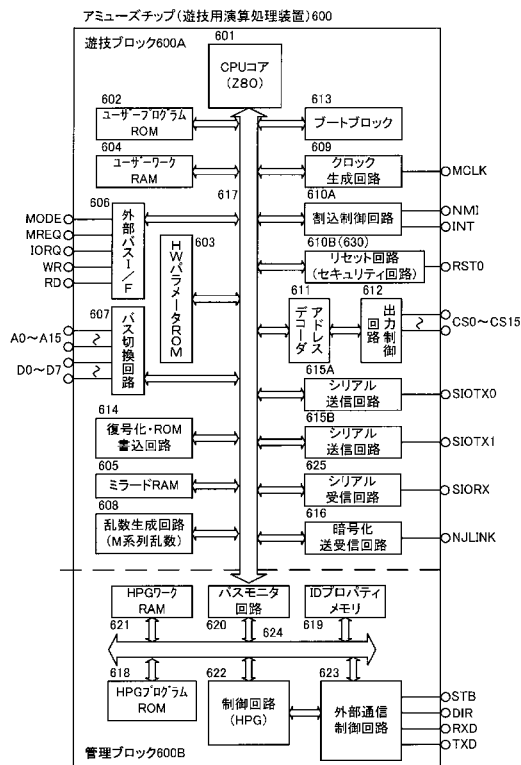 アミューズチップ(遊技用演算処理装置)600
遊技ブロック600A
601
CPUコア
(Z80)
602
ユーザープログラム
ROM
613
ブートブロック
604
ユーザーワーク
RAM
609
クロック
生成回路
MCLK
617
610A
割込制御回路
NMI
INT
606
外部バスI/F
MODE
MREQ
IORQ
WR
RD
603
HWパラメータROM
610B(630)
リセット回路
(セキュリティ回路)
RST0
611
アドレス
デコーダ
612
出力制御
回路
CS0～CS15
607
バス切換回路
A0～A15
D0～D7
615A
シリアル
送信回路
SIOTX0
614
復号化・ROM
書込回路
615B
シリアル
送信回路
SIOTX1
605
ミラードRAM
625
シリアル
受信回路
SIORX
608
乱数生成回路
(M系列乱数)
616
暗号化
送受信回路
NJLINK
HPGワーク
RAM
621
バスモニタ
回路
620
IDプロパティ
メモリ
619
624
618
HPGプログラム
ROM
622
制御回路
(HPG)
623
外部通信
制御回路
STB
DIR
RXD
TXD
管理ブロック600B